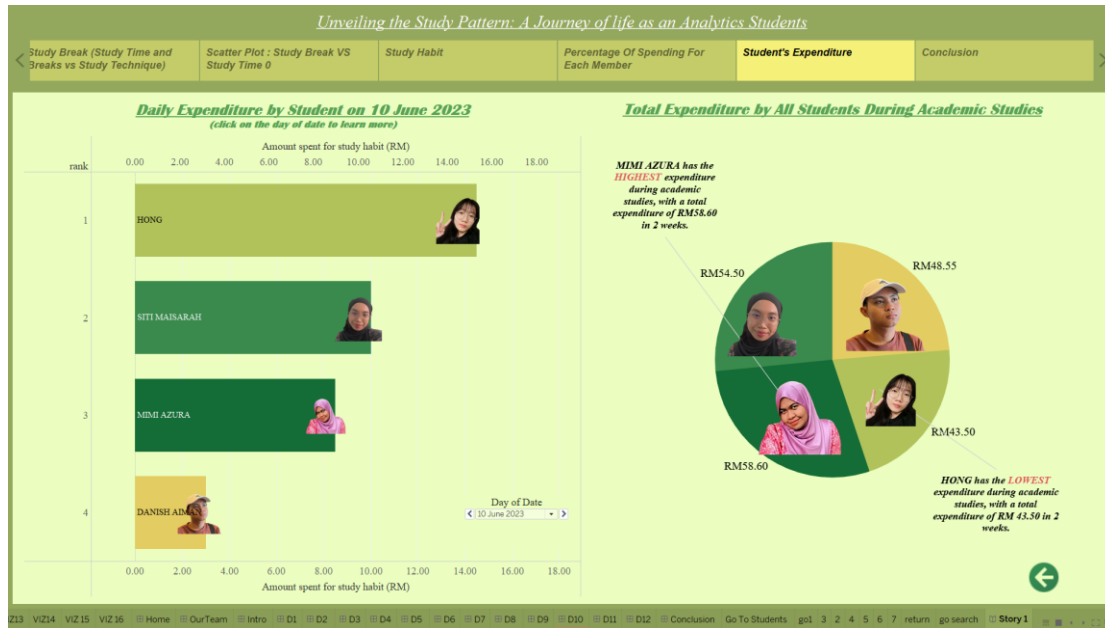 Unveiling the Study Pattern: A Journey of life as an Analytics Students
Study Break (Study Time and
Breaks vs Study Technique)
Scatter Plot : Study Break VS
Study Time 0
Study Habit
Percentage Of Spending For
Each Member
Student's Expenditure
Conclusion
Daily Expenditure by Student on 10 June 2023
(click on the day of date to learn more)
Amount spent for study habit (RM)
rank
0.00 2.00 4.00 6.00 8.00 10.00 12.00 14.00 16.00 18.00
1
HONG
2
SITI MAISARAH
3
MIMI AZURA
4
DANISH AIMAN
Day of Date
10 June 2023
0.00 2.00 4.00 6.00 8.00 10.00 12.00 14.00 16.00 18.00
Amount spent for study habit (RM)
Total Expenditure by All Students During Academic Studies
MIMI AZURA has the
HIGHEST expenditure
during academic
studies, with a total
expenditure of RM58.60
in 2 weeks.
RM54.50
RM48.55
RM43.50
RM58.60
HONG has the LOWEST
expenditure during academic
studies, with a total
expenditure of RM 43.50 in 2
weeks.
Z13 VIZ14 VIZ 15 VIZ 16 Home OurTeam Intro D1 D2 D3 D4 D5 D6 D7 D8 D9 D10 D11 D12 Conclusion Go To Students go1 3 2 4 5 6 7 return go search Story 1